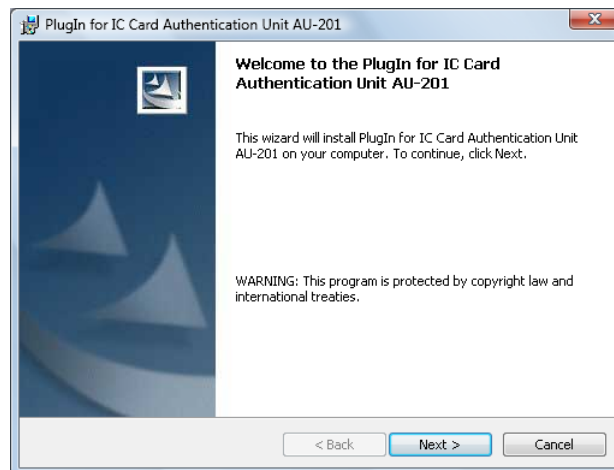 PlugIn for IC Card Authentication Unit AU-201
Welcome to the PlugIn for IC Card
Authentication Unit AU-201
This wizard will install PlugIn for IC Card Authentication Unit
AU-201 on your computer. To continue, click Next.
WARNING: This program is protected by copyright law and
international treaties.
< Back
Next >
Cancel